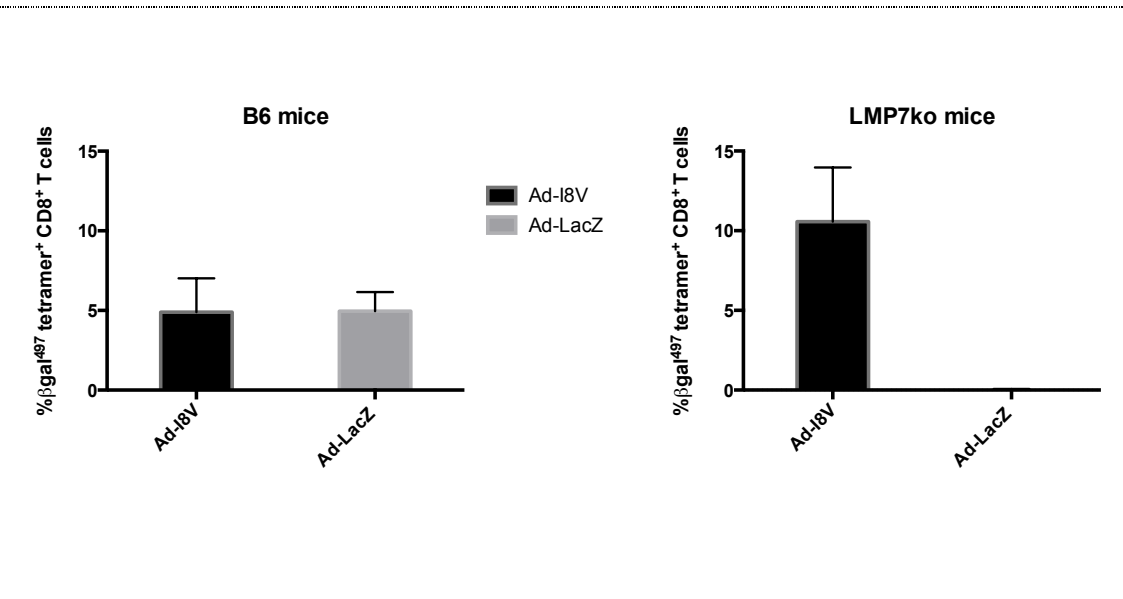 B6 mice
%βgal⁴⁹⁷ tetramer⁺ CD8⁺ T cells
15
10
5
0
Ad-I8V
Ad-LacZ
Ad-I8V
Ad-LacZ
LMP7ko mice
%βgal⁴⁹⁷ tetramer⁺ CD8⁺ T cells
15
10
5
0
Ad-I8V
Ad-LacZ